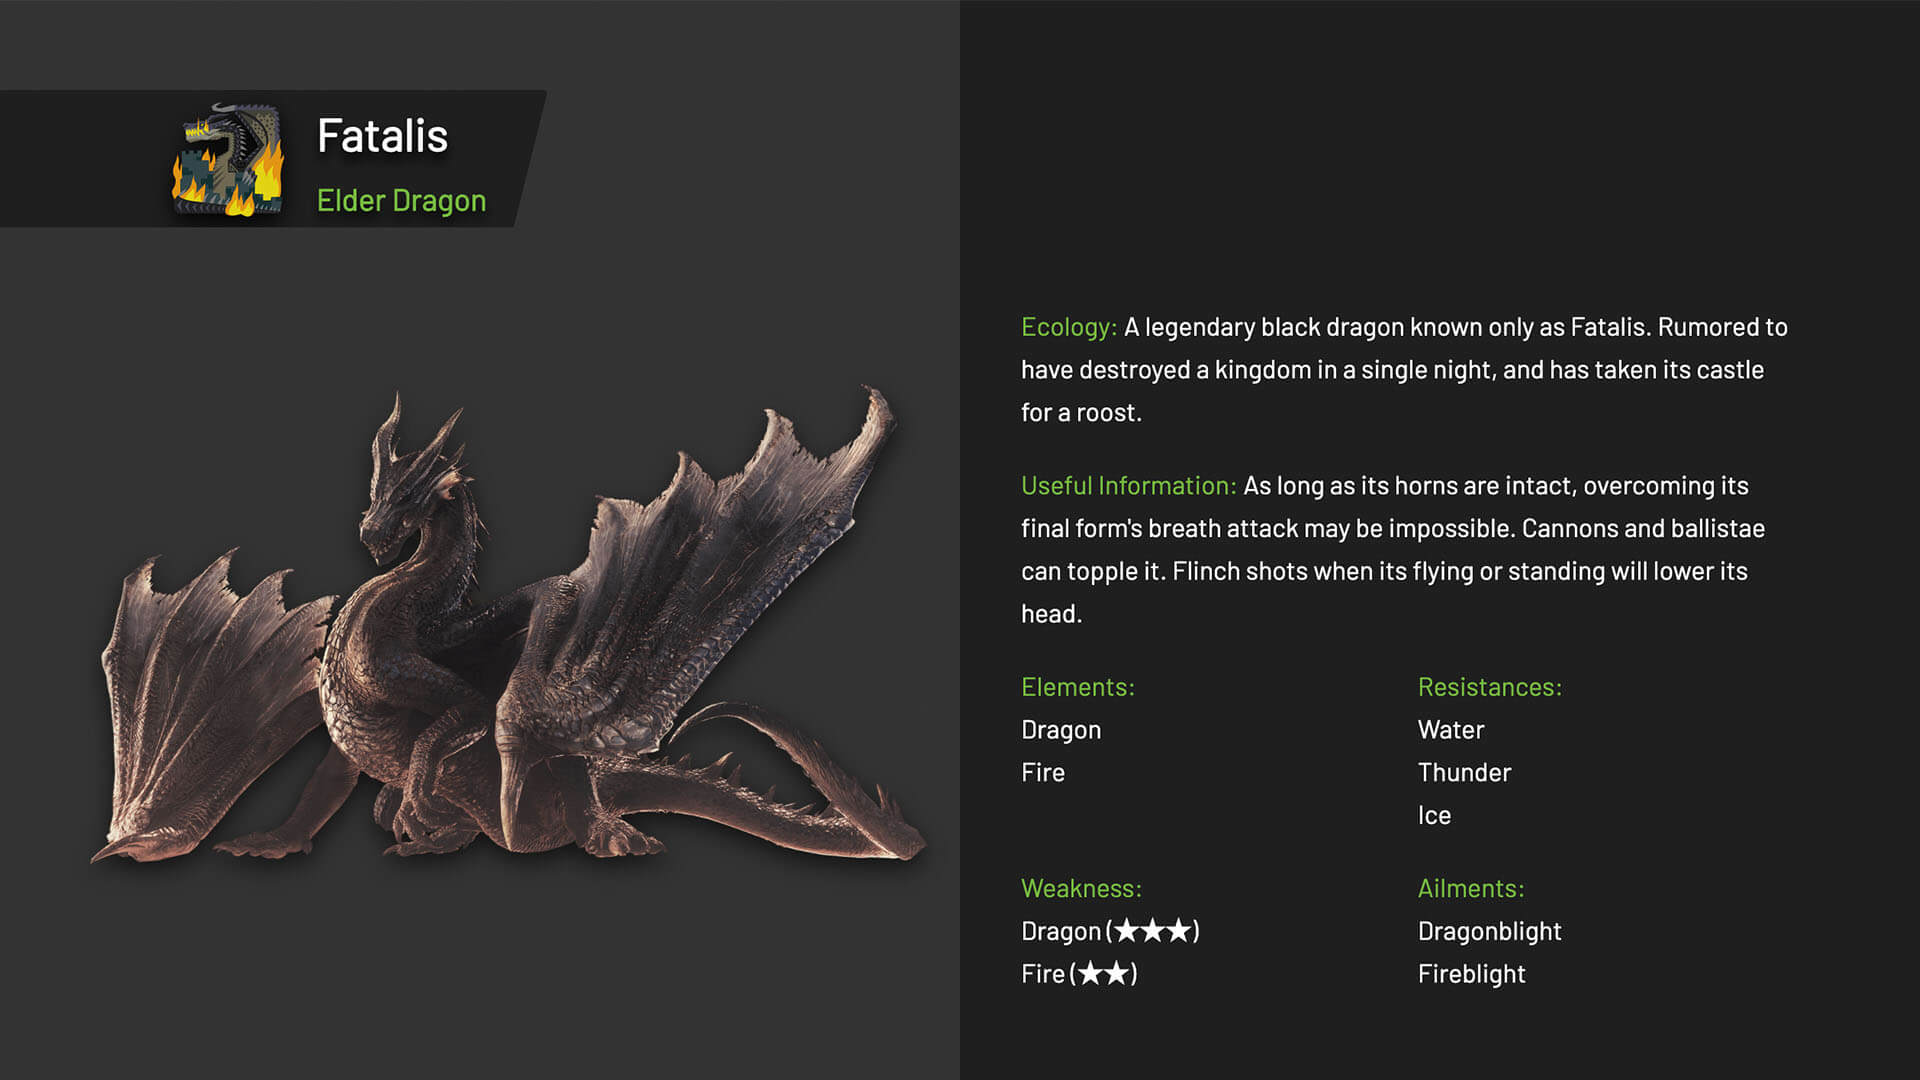 Fatalis
Elder Dragon
Ecology: A legendary black dragon known only as Fatalis. Rumored to
have destroyed a kingdom in a single night, and has taken its castle
for a roost.
Useful Information: As long as its horns are intact, overcoming its
final form's breath attack may be impossible. Cannons and ballistae
can topple it. Flinch shots when its flying or standing will lower its
head.
Elements:
Dragon
Fire
Resistances:
Water
Thunder
Ice
Weakness:
Dragon (★★★)
Fire (★★)
Ailments:
Dragonblight
Fireblight